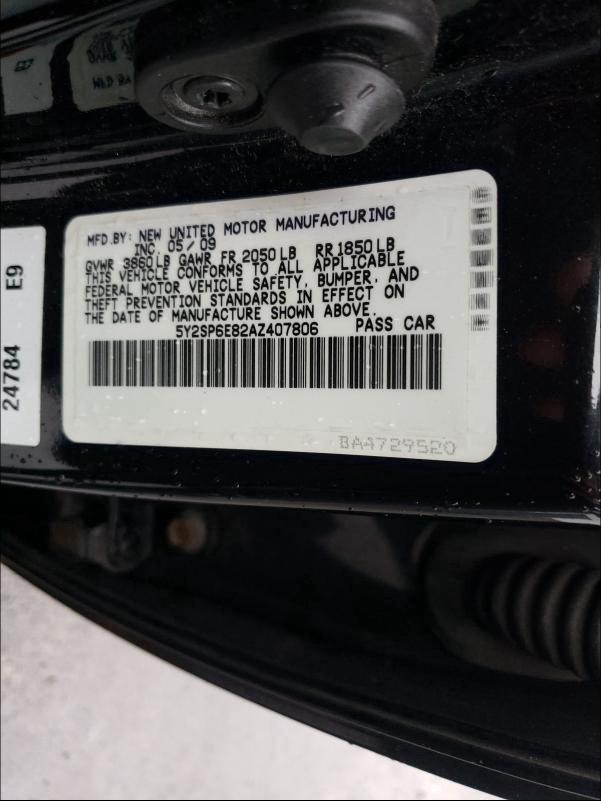 MFD.BY: NEW UNITED MOTOR MANUFACTURING
INC. 05/09
GVWR 3860LB GAWR FR 2050LB RR1850LB
THIS VEHICLE CONFORMS TO ALL APPLICABLE
FEDERAL MOTOR VEHICLE SAFETY, BUMPER, AND
THEFT PREVENTION STANDARDS IN EFFECT ON
THE DATE OF MANUFACTURE SHOWN ABOVE.
5Y2SP6E82AZ407806 PASS CAR
BA4729520
24784 E9